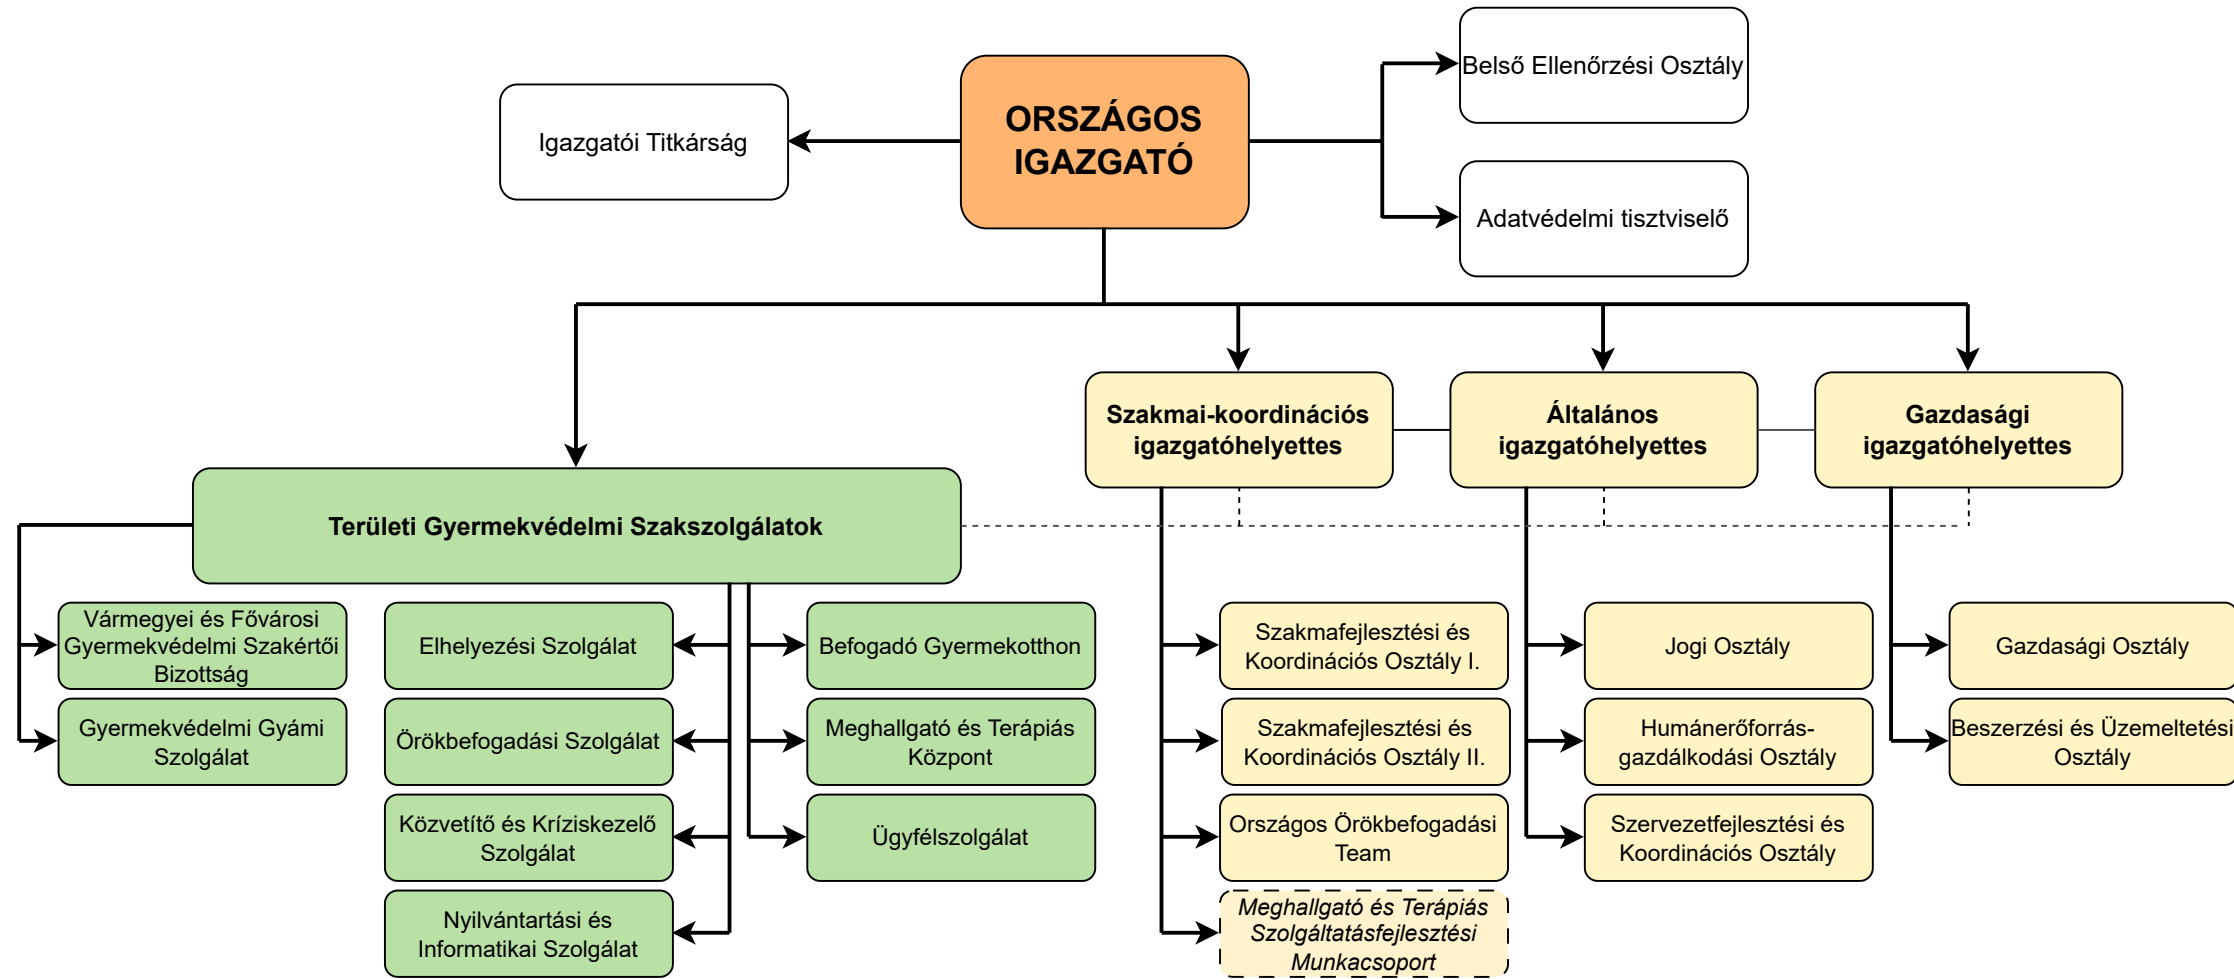 Belső Ellenőrzési Osztály
ORSZÁGOS
IGAZGATÓ
Igazgatói Titkárság
Adatvédelmi tisztviselő
Szakmai-koordinációs
igazgatóhelyettes
Általános
igazgatóhelyettes
Gazdasági
igazgatóhelyettes
Területi Gyermekvédelmi Szakszolgálatok
Vármegyei és Fővárosi
Gyermekvédelmi Szakértői
Bizottság
Gyermekvédelmi Gyámi
Szolgálat
Elhelyezési Szolgálat
Örökbefogadási Szolgálat
Közvetítő és Kríziskezelő
Szolgálat
Nyilvántartási és
Informatikai Szolgálat
Befogadó Gyermekotthon
Meghallgató és Terápiás
Központ
Ügyfélszolgálat
Szakmafejlesztési és
Koordinációs Osztály I.
Szakmafejlesztési és
Koordinációs Osztály II.
Országos Örökbefogadási
Team
Meghallgató és Terápiás
Szolgáltatásfejlesztési
Munkacsoport
Jogi Osztály
Humánerőforrás-
gazdálkodási Osztály
Szervezetfejlesztési és
Koordinációs Osztály
Gazdasági Osztály
Beszerzési és Üzemeltetési
Osztály